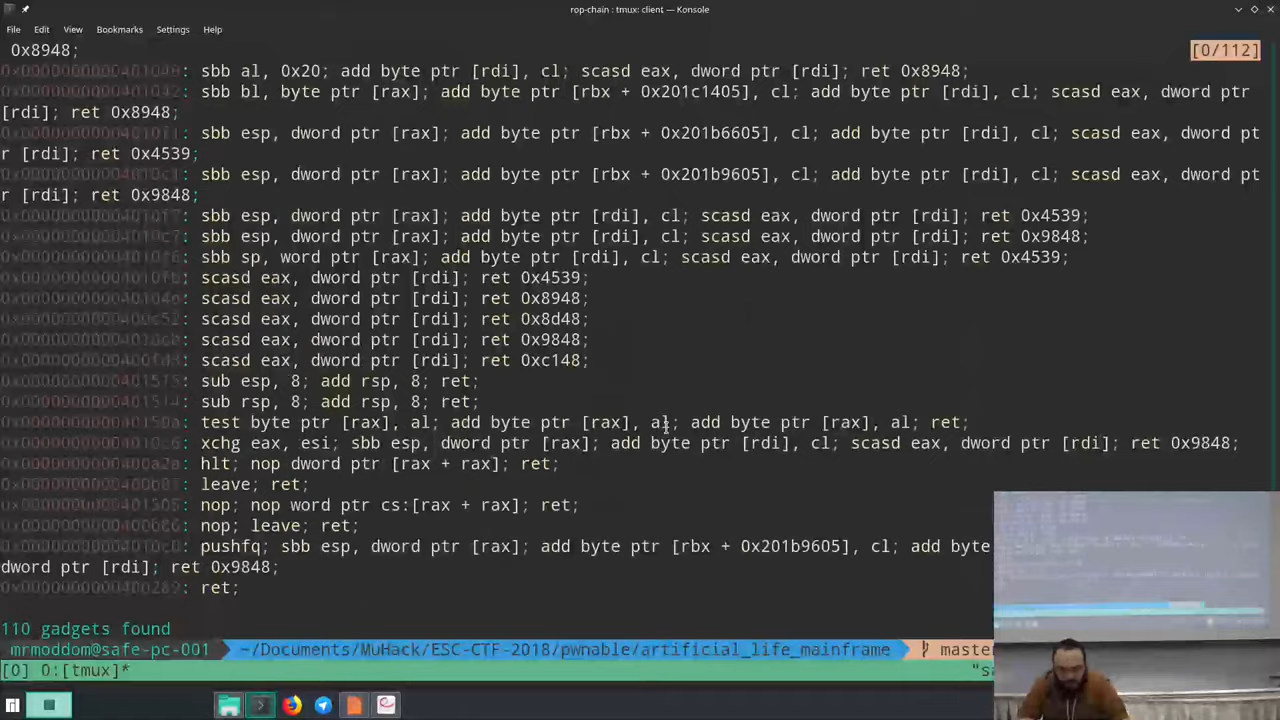 rop-chain : tmux: client — Konsole
File Edit View Bookmarks Settings Help
0x8948; [0/112]
sbb al, 0x20; add byte ptr [rdi], cl; scasd eax, dword ptr [rdi]; ret 0x8948;
sbb bl, byte ptr [rax]; add byte ptr [rbx + 0x201c1405], cl; add byte ptr [rdi], cl; scasd eax, dword ptr
[rdi]; ret 0x8948;
sbb esp, dword ptr [rax]; add byte ptr [rbx + 0x201b6605], cl; add byte ptr [rdi], cl; scasd eax, dword pt
r [rdi]; ret 0x4539;
sbb esp, dword ptr [rax]; add byte ptr [rbx + 0x201b9605], cl; add byte ptr [rdi], cl; scasd eax, dword pt
r [rdi]; ret 0x9848;
sbb esp, dword ptr [rax]; add byte ptr [rdi], cl; scasd eax, dword ptr [rdi]; ret 0x4539;
sbb esp, dword ptr [rax]; add byte ptr [rdi], cl; scasd eax, dword ptr [rdi]; ret 0x9848;
sbb sp, word ptr [rax]; add byte ptr [rdi], cl; scasd eax, dword ptr [rdi]; ret 0x4539;
scasd eax, dword ptr [rdi]; ret 0x4539;
scasd eax, dword ptr [rdi]; ret 0x8948;
scasd eax, dword ptr [rdi]; ret 0x8d48;
scasd eax, dword ptr [rdi]; ret 0x9848;
scasd eax, dword ptr [rdi]; ret 0xc148;
sub esp, 8; add rsp, 8; ret;
sub rsp, 8; add rsp, 8; ret;
test byte ptr [rax], al; add byte ptr [rax], al; add byte ptr [rax], al; ret;
xchg eax, esi; sbb esp, dword ptr [rax]; add byte ptr [rdi], cl; scasd eax, dword ptr [rdi]; ret 0x9848;
hlt; nop dword ptr [rax + rax]; ret;
leave; ret;
nop; nop word ptr cs:[rax + rax]; ret;
nop; leave; ret;
pushfq; sbb esp, dword ptr [rax]; add byte ptr [rbx + 0x201b9605], cl; add byte
dword ptr [rdi]; ret 0x9848;
ret;
110 gadgets found
mrmoddom@safe-pc-001 ~/Documents/MuHack/ESC-CTF-2018/pwnable/artificial_life_mainframe master
[0] 0:[tmux]*